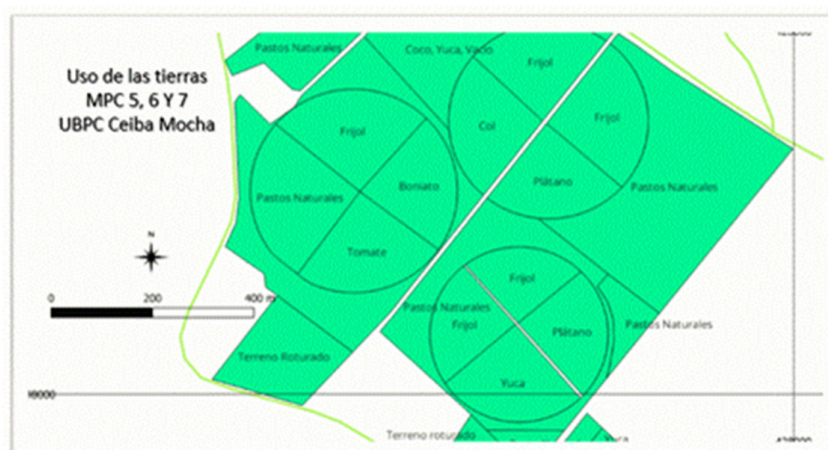 Uso de las tierras
MPC 5, 6 Y 7
UBPC Ceiba Mocha
N
0 200 400 m
Pastos Naturales
Coco, Yuca, Vacio
Frijol
Frijol
Col
Frijol
Plátano
Pastos Naturales
Pastos Naturales
Boniato
Tomate
Frijol
Pastos Naturales
Frijol
Plátano
Pastos Naturales
Yuca
Terreno Roturado
Terreno roturado